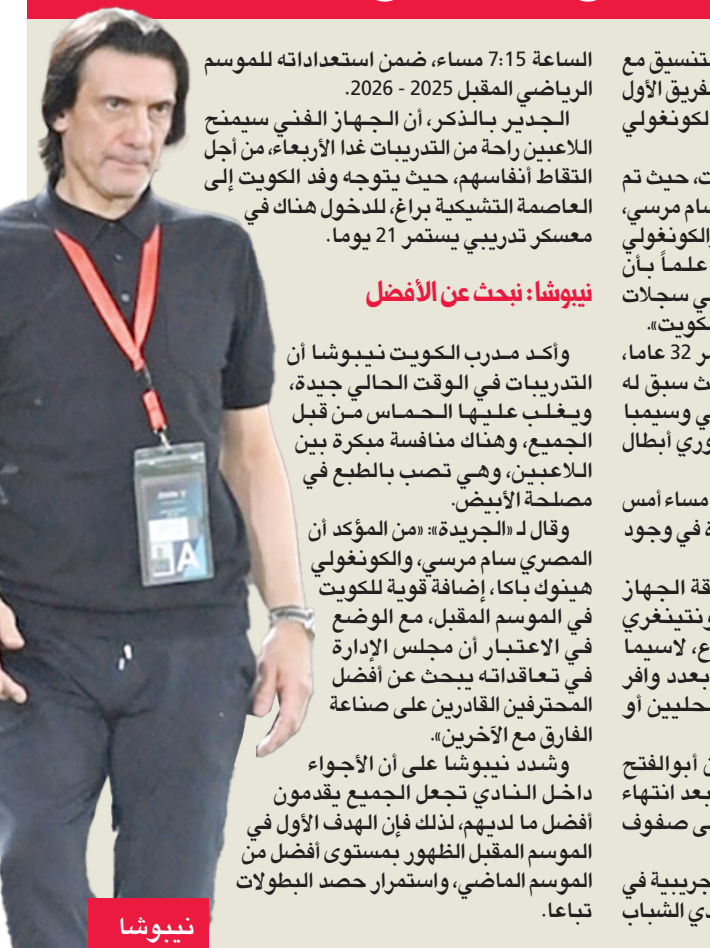 تنسيق مع
فريق الأول
لكونغولي
ت، حيث تم
سام مرسي،
والكونغولي
علماً بأن
ي سجلات
لكويت».
ر 32 عاما،
ث سبق له
ي وسيمبا
وري أبطال
مساء أمس
ة في وجود
قة الجهاز
ونتينغري
ع، لاسيما
بعدد وافر
حليين أو
ن أبوالفتح
بعد انتهاء
ى صفوف
جريبية في
دي الشباب
الساعة 7:15 مساء، ضمن استعداداته للموسم
الرياضي المقبل 2025 - 2026.
الجدير بالذكر، أن الجهاز الفني سيمنح
اللاعبين راحة من التدريبات غدا الأربعاء، من أجل
التقاط أنفاسهم، حيث يتوجه وفد الكويت إلى
العاصمة التشيكية براغ، للدخول هناك في
معسكر تدريبي يستمر 21 يوما.
نيبوشا: نبحث عن الأفضل
وأكد مدرب الكويت نيبوشا أن
التدريبات في الوقت الحالي جيدة،
ويغلب عليها الحماس من قبل
الجميع، وهناك منافسة مبكرة بين
اللاعبين، وهي تصب بالطبع في
مصلحة الأبيض.
وقال لـ «الجريدة»: «من المؤكد أن
المصري سام مرسي، والكونغولي
هينوك باكا، إضافة قوية للكويت
في الموسم المقبل، مع الوضع
في الاعتبار أن مجلس الإدارة
في تعاقداته يبحث عن أفضل
المحترفين القادرين على صناعة
الفارق مع الآخرين».
وشدد نيبوشا على أن الأجواء
داخل النادي تجعل الجميع يقدمون
أفضل ما لديهم، لذلك فإن الهدف الأول في
الموسم المقبل الظهور بمستوى أفضل من
الموسم الماضي، واستمرار حصد البطولات
تباعا.
A
نيبوشا